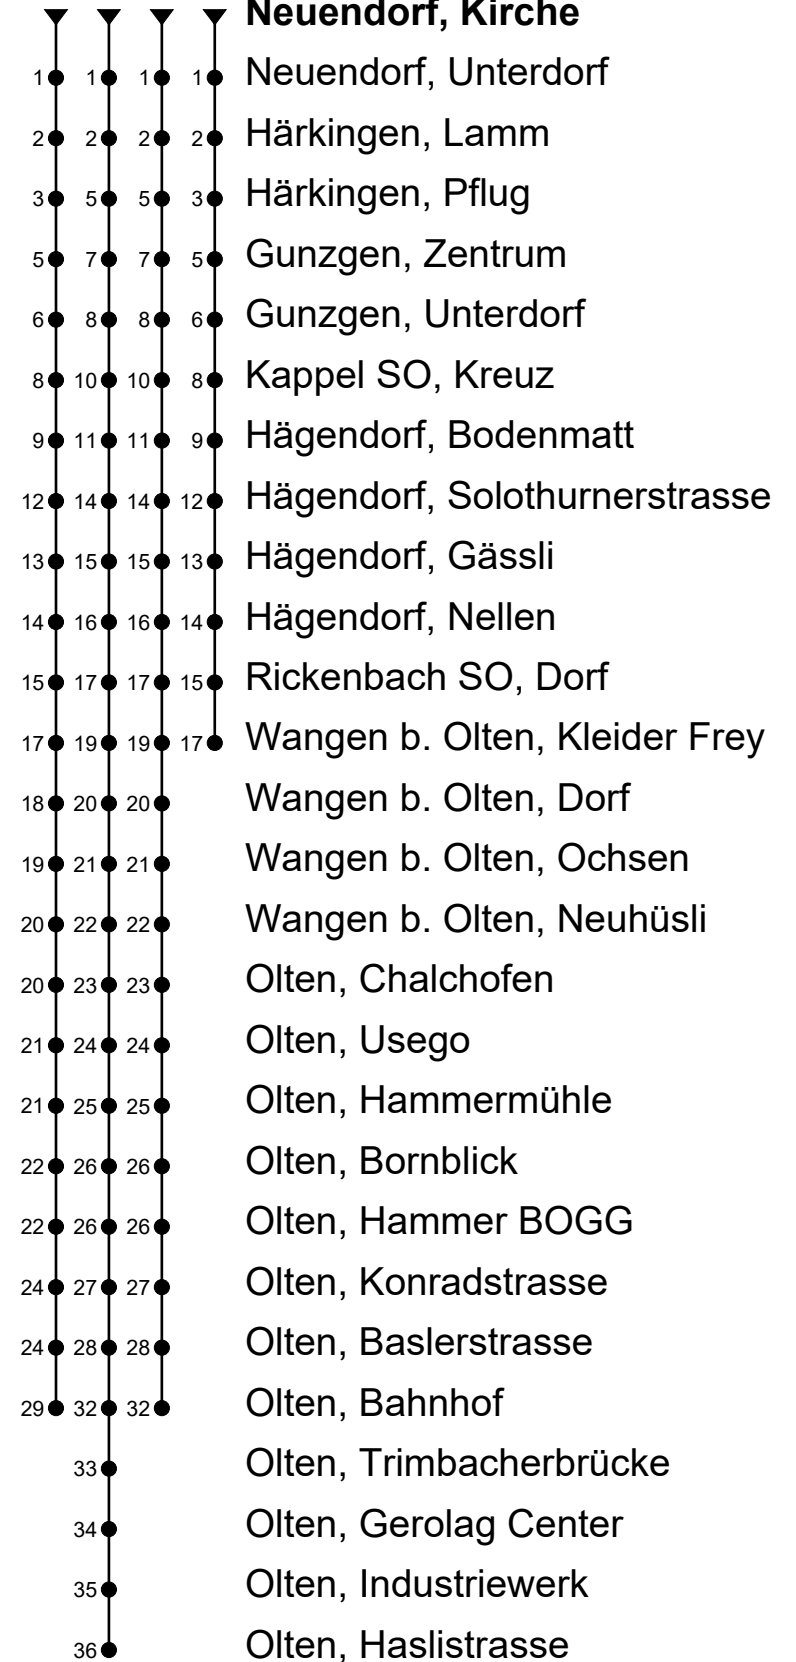 Neuendorf, Kirche
1 1 1 1 Neuendorf, Unterdorf
2 2 2 2 Härkingen, Lamm
3 5 5 3 Härkingen, Pflug
5 7 7 5 Gunzgen, Zentrum
6 8 8 6 Gunzgen, Unterdorf
8 10 10 8 Kappel SO, Kreuz
9 11 11 9 Hägendorf, Bodenmatt
12 14 14 12 Hägendorf, Solothurnerstrasse
13 15 15 13 Hägendorf, Gässli
14 16 16 14 Hägendorf, Nellen
15 17 17 15 Rickenbach SO, Dorf
17 19 19 17 Wangen b. Olten, Kleider Frey
18 20 20 Wangen b. Olten, Dorf
19 21 21 Wangen b. Olten, Ochsen
20 22 22 Wangen b. Olten, Neuhüsli
20 23 23 Olten, Chalchofen
21 24 24 Olten, Usego
21 25 25 Olten, Hammermühle
22 26 26 Olten, Bornblick
22 26 26 Olten, Hammer BOGG
24 27 27 Olten, Konradstrasse
24 28 28 Olten, Baslerstrasse
29 32 32 Olten, Bahnhof
33 Olten, Trimbacherbrücke
34 Olten, Gerolag Center
35 Olten, Industriewerk
36 Olten, Haslistrasse